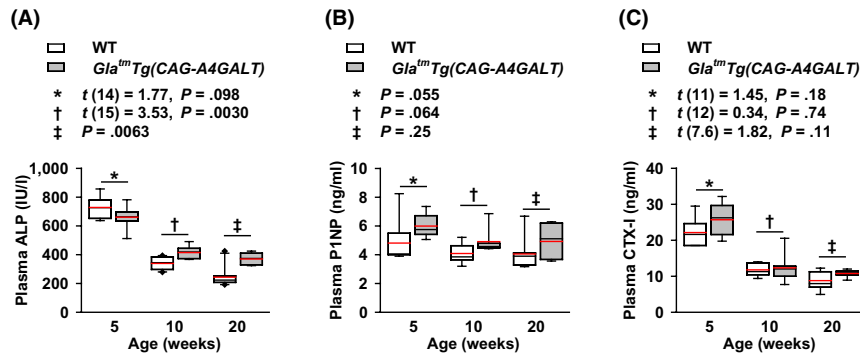 (A)
WT
Gla^tm Tg(CAG-A4GALT)
* t (14) = 1.77, P = .098
† t (15) = 3.53, P = .0030
‡ P = .0063
Plasma ALP (IU/l)
1,000
800
600
400
200
0
*
†
‡
5 10 20
Age (weeks)
(B)
WT
Gla^tm Tg(CAG-A4GALT)
* P = .055
† P = .064
‡ P = .25
Plasma P1NP (ng/ml)
10
8
6
4
2
0
*
†
‡
5 10 20
Age (weeks)
(C)
WT
Gla^tm Tg(CAG-A4GALT)
* t (11) = 1.45, P = .18
† t (12) = 0.34, P = .74
‡ t (7.6) = 1.82, P = .11
Plasma CTX-I (ng/ml)
40
30
20
10
0
*
†
‡
5 10 20
Age (weeks)